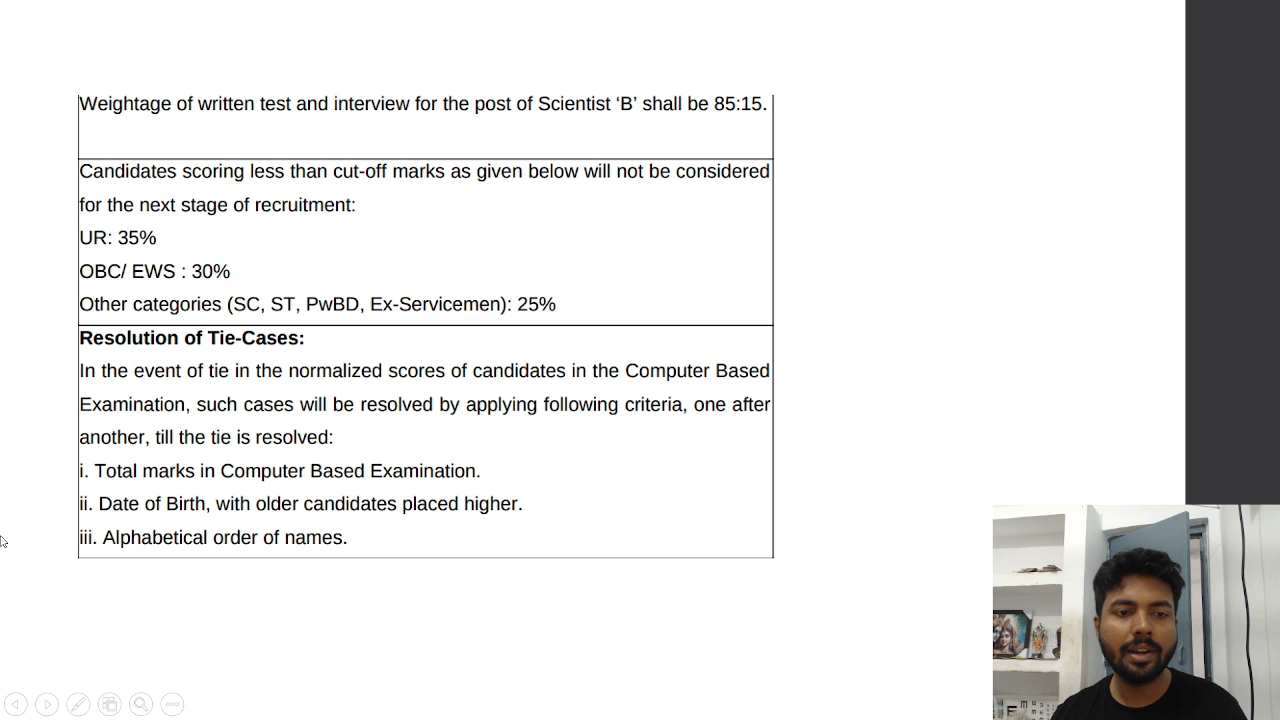 Weightage of written test and interview for the post of Scientist ‘B’ shall be 85:15.
Candidates scoring less than cut-off marks as given below will not be considered
for the next stage of recruitment:
UR: 35%
OBC/ EWS : 30%
Other categories (SC, ST, PwBD, Ex-Servicemen): 25%
Resolution of Tie-Cases:
In the event of tie in the normalized scores of candidates in the Computer Based
Examination, such cases will be resolved by applying following criteria, one after
another, till the tie is resolved:
i. Total marks in Computer Based Examination.
ii. Date of Birth, with older candidates placed higher.
iii. Alphabetical order of names.